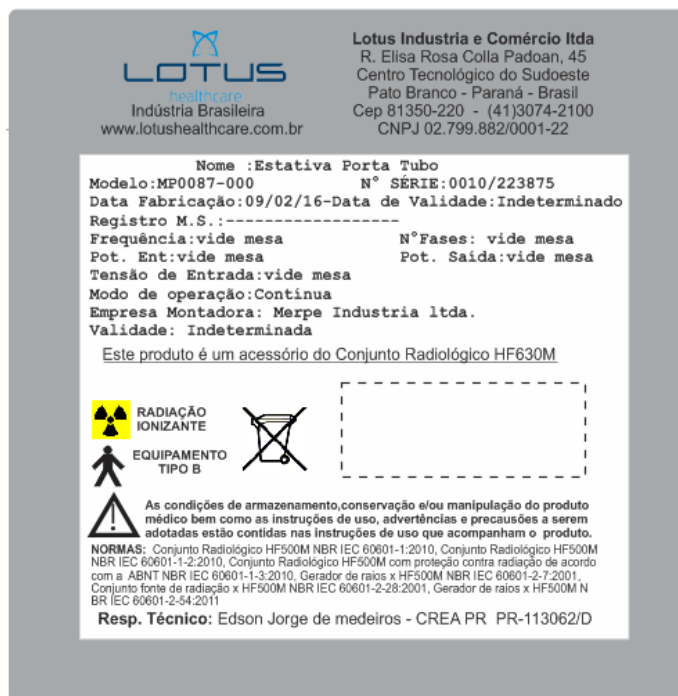 LOTUS
healthcare
Indústria Brasileira
www.lotushealthcare.com.br
Lotus Industria e Comércio ltda
R. Elisa Rosa Colla Padoan, 45
Centro Tecnológico do Sudoeste
Pato Branco - Paraná - Brasil
Cep 81350-220 - (41)3074-2100
CNPJ 02.799.882/0001-22
Nome :Estativa Porta Tubo
Modelo:MP0087-000 N° SÉRIE:0010/223875
Data Fabricação:09/02/16-Data de Validade:Indeterminado
Registro M.S.:------------------
Frequência:vide mesa N°Fases: vide mesa
Pot. Ent:vide mesa Pot. Saída:vide mesa
Tensão de Entrada:vide mesa
Modo de operação:Contínua
Empresa Montadora: Merpe Industria ltda.
Validade: Indeterminada
Este produto é um acessório do Conjunto Radiológico HF630M
RADIAÇÃO
IONIZANTE
EQUIPAMENTO
TIPO B
As condições de armazenamento,conservação e/ou manipulação do produto
médico bem como as instruções de uso, advertências e precausões a serem
adotadas estão contidas nas instruções de uso que acompanham o produto.
NORMAS: Conjunto Radiológico HF500M NBR IEC 60601-1:2010, Conjunto Radiológico HF500M
NBR IEC 60601-1-2:2010, Conjunto Radiológico HF500M com proteção contra radiação de acordo
com a ABNT NBR IEC 60601-1-3:2010, Gerador de raios x HF500M NBR IEC 60601-2-7:2001,
Conjunto fonte de radiação x HF500M NBR IEC 60601-2-28:2001, Gerador de raios x HF500M N
BR IEC 60601-2-54:2011
Resp. Técnico: Edson Jorge de medeiros - CREA PR PR-113062/D